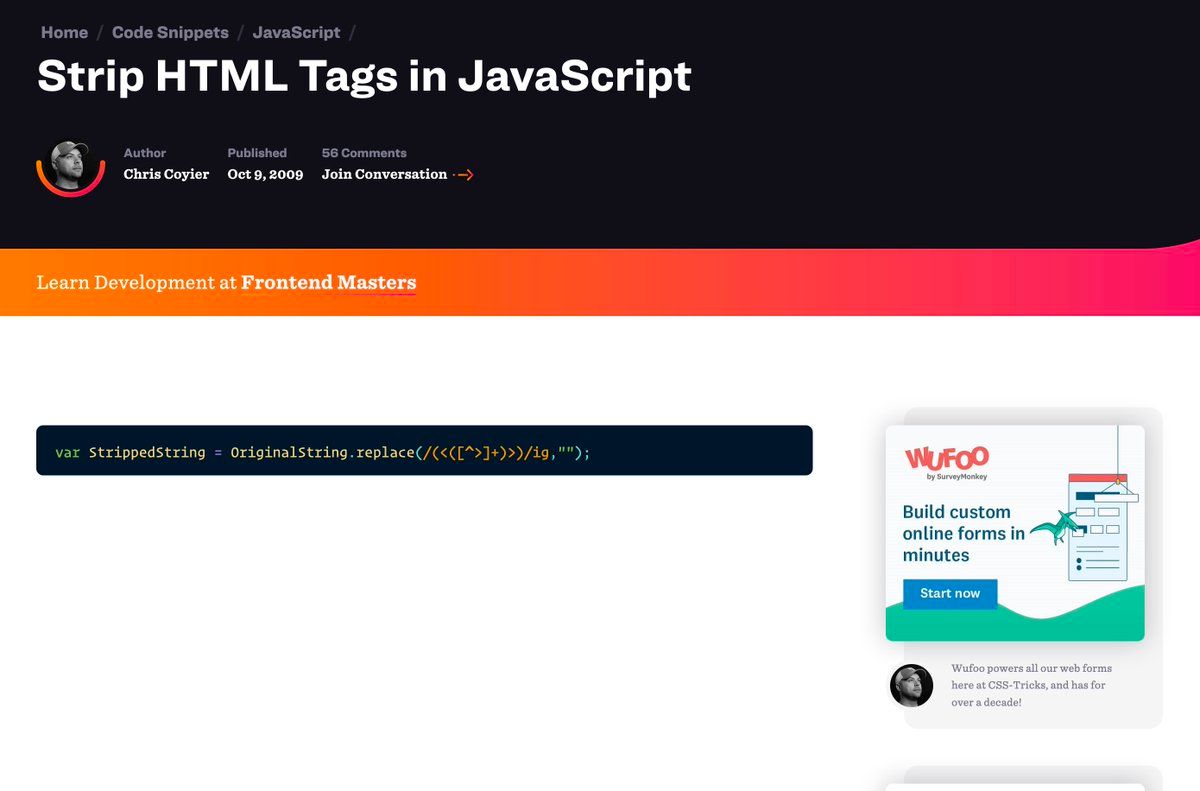 Home / Code Snippets / JavaScript /
Strip HTML Tags in JavaScript
Author
Chris Coyier
Published
Oct 9, 2009
56 Comments
Join Conversation
Learn Development at Frontend Masters
var StrippedString = OriginalString.replace(/(<([^>]+)>)/ig,"");
WUFOO
by SurveyMonkey
Build custom
online forms in
minutes
Start now
Wufoo powers all our web forms
here at CSS-Tricks, and has for
over a decade!